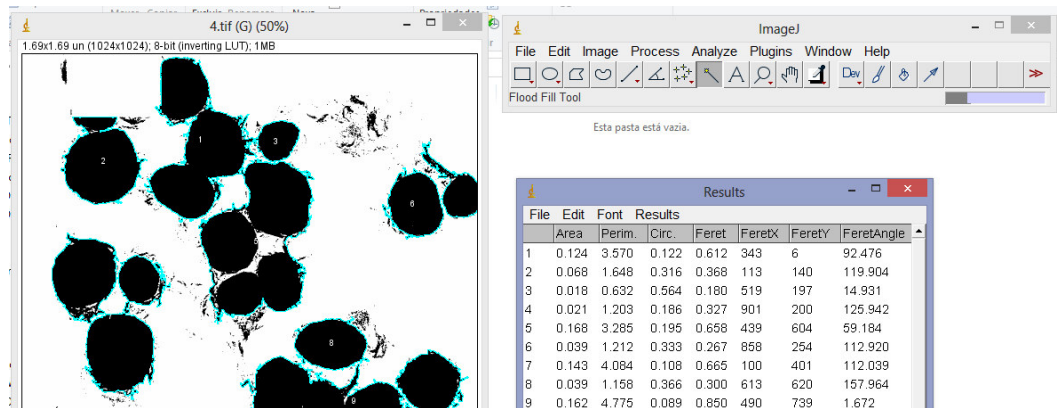 4.tif (G) (50%)
1.69x1.69 un (1024x1024); 8-bit (inverting LUT); 1MB
1
2
3
6
8
9
ImageJ
File Edit Image Process Analyze Plugins Window Help
A Dev >>
Flood Fill Tool
Esta pasta está vazia.
Results
File Edit Font Results
Area Perim. Circ. Feret FeretX FeretY FeretAngle
1 0.124 3.570 0.122 0.612 343 6 92.476
2 0.068 1.648 0.316 0.368 113 140 119.904
3 0.018 0.632 0.564 0.180 519 197 14.931
4 0.021 1.203 0.186 0.327 901 200 125.942
5 0.168 3.285 0.195 0.658 439 604 59.184
6 0.039 1.212 0.333 0.267 858 254 112.920
7 0.143 4.084 0.108 0.665 100 401 112.039
8 0.039 1.158 0.366 0.300 613 620 157.964
9 0.162 4.775 0.089 0.850 490 739 1.672